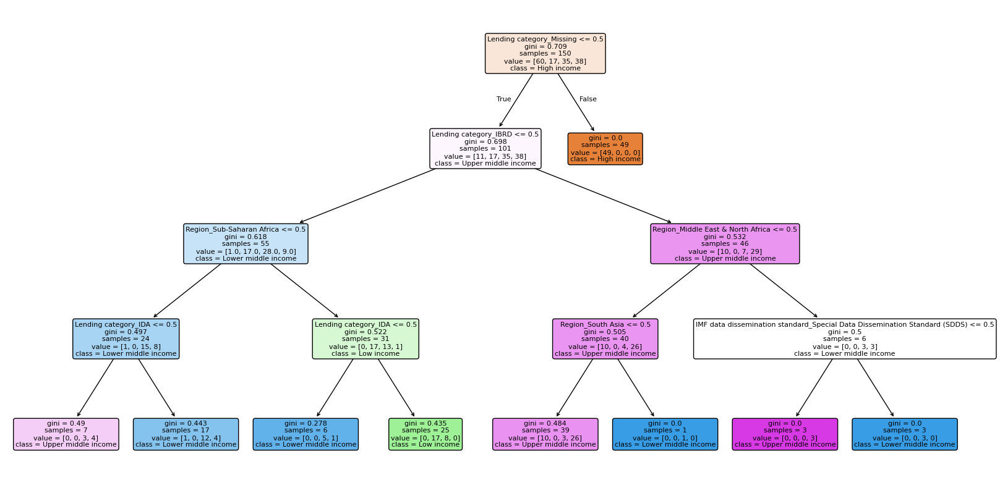 Lending category_Missing <= 0.5
gini = 0.709
samples = 150
value = [60, 17, 35, 38]
class = High income
True
False
Lending category_IBRD <= 0.5
gini = 0.698
samples = 101
value = [11, 17, 35, 38]
class = Upper middle income
gini = 0.0
samples = 49
value = [49, 0, 0, 0]
class = High income
Region_Sub-Saharan Africa <= 0.5
gini = 0.618
samples = 55
value = [1.0, 17.0, 28.0, 9.0]
class = Lower middle income
Region_Middle East & North Africa <= 0.5
gini = 0.532
samples = 46
value = [10, 0, 7, 29]
class = Upper middle income
Lending category_IDA <= 0.5
gini = 0.497
samples = 24
value = [1, 0, 15, 8]
class = Lower middle income
Lending category_IDA <= 0.5
gini = 0.522
samples = 31
value = [0, 17, 13, 1]
class = Low income
Region_South Asia <= 0.5
gini = 0.505
samples = 40
value = [10, 0, 4, 26]
class = Upper middle income
IMF data dissemination standard_Special Data Dissemination Standard (SDDS) <= 0.5
gini = 0.5
samples = 6
value = [0, 0, 3, 3]
class = Lower middle income
gini = 0.49
samples = 7
value = [0, 0, 3, 4]
class = Upper middle income
gini = 0.443
samples = 17
value = [1, 0, 12, 4]
class = Lower middle income
gini = 0.278
samples = 6
value = [0, 0, 5, 1]
class = Lower middle income
gini = 0.435
samples = 25
value = [0, 17, 8, 0]
class = Low income
gini = 0.484
samples = 39
value = [10, 0, 3, 26]
class = Upper middle income
gini = 0.0
samples = 1
value = [0, 0, 1, 0]
class = Lower middle income
gini = 0.0
samples = 3
value = [0, 0, 0, 3]
class = Upper middle income
gini = 0.0
samples = 3
value = [0, 0, 3, 0]
class = Lower middle income